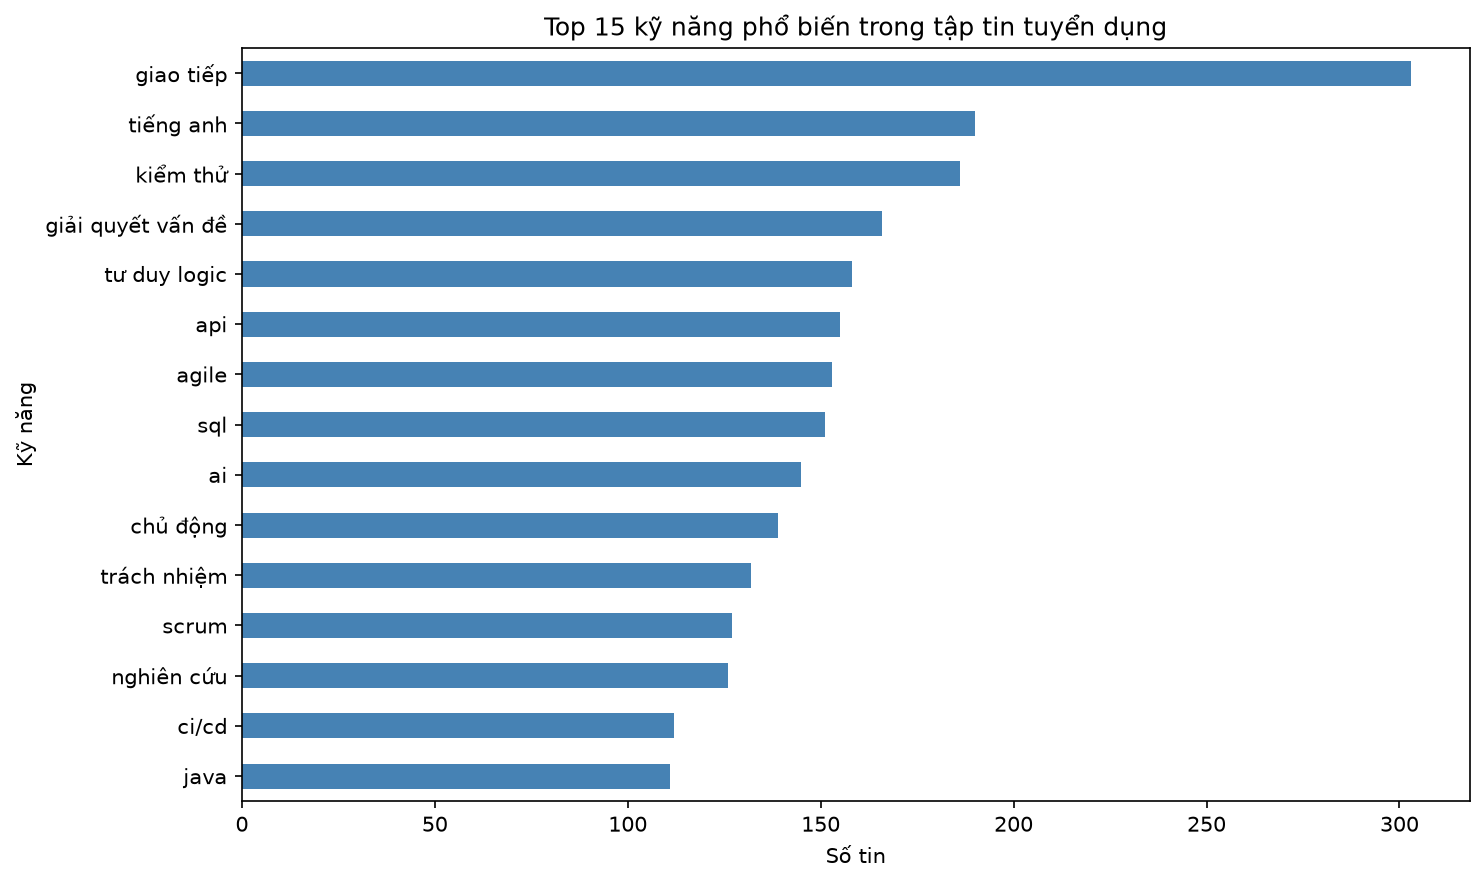 Top 15 kỹ năng phổ biến trong tập tin tuyển dụng
Kỹ năng
giao tiếp
tiếng anh
kiểm thử
giải quyết vấn đề
tư duy logic
api
agile
sql
ai
chủ động
trách nhiệm
scrum
nghiên cứu
ci/cd
java
0 50 100 150 200 250 300
Số tin